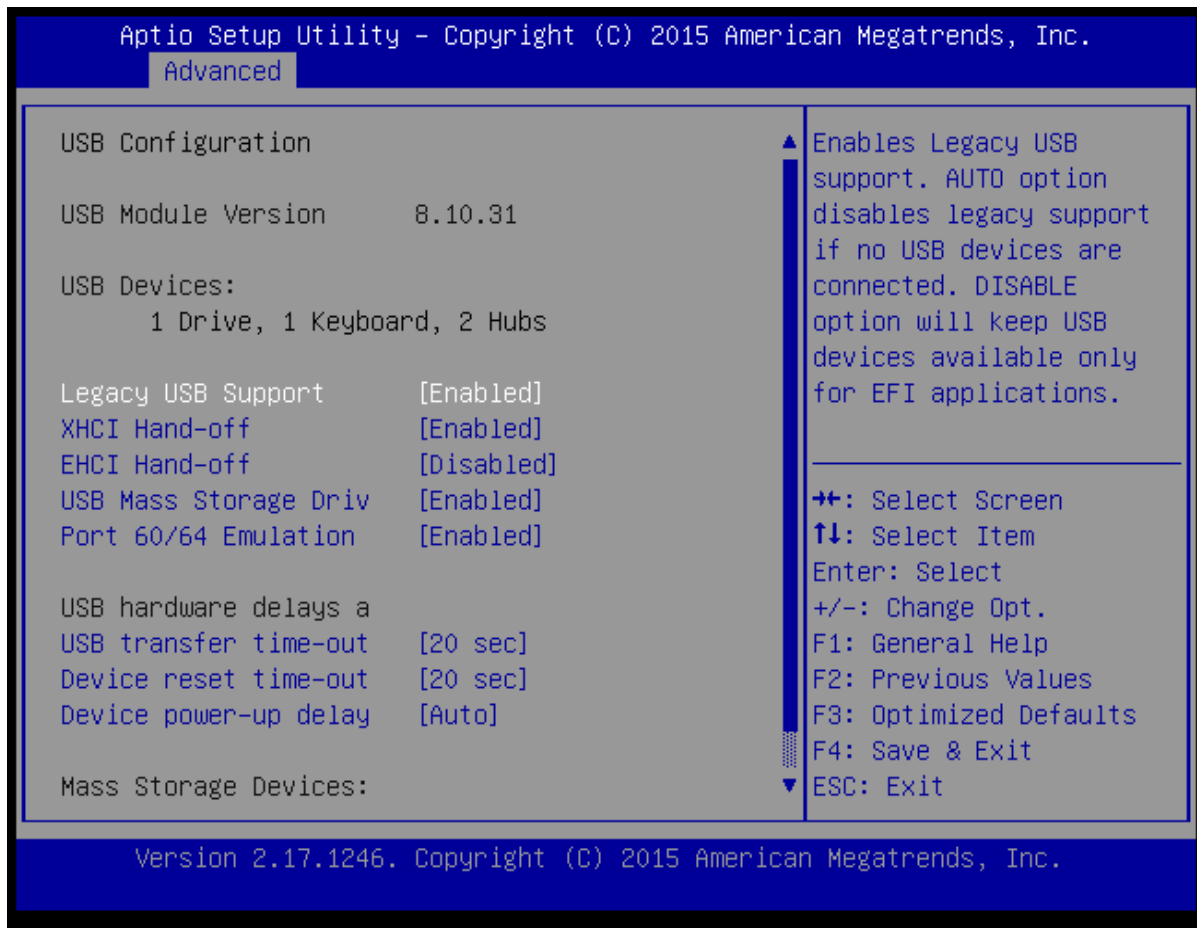 Aptio Setup Utility – Copyright (C) 2015 American Megatrends, Inc.
Advanced
USB Configuration
USB Module Version 8.10.31
USB Devices:
1 Drive, 1 Keyboard, 2 Hubs
Legacy USB Support [Enabled]
XHCI Hand-off [Enabled]
EHCI Hand-off [Disabled]
USB Mass Storage Driv [Enabled]
Port 60/64 Emulation [Enabled]
USB hardware delays a
USB transfer time-out [20 sec]
Device reset time-out [20 sec]
Device power-up delay [Auto]
Mass Storage Devices:
Enables Legacy USB
support. AUTO option
disables legacy support
if no USB devices are
connected. DISABLE
option will keep USB
devices available only
for EFI applications.
→←: Select Screen
↑↓: Select Item
Enter: Select
+/-: Change Opt.
F1: General Help
F2: Previous Values
F3: Optimized Defaults
F4: Save & Exit
ESC: Exit
Version 2.17.1246. Copyright (C) 2015 American Megatrends, Inc.